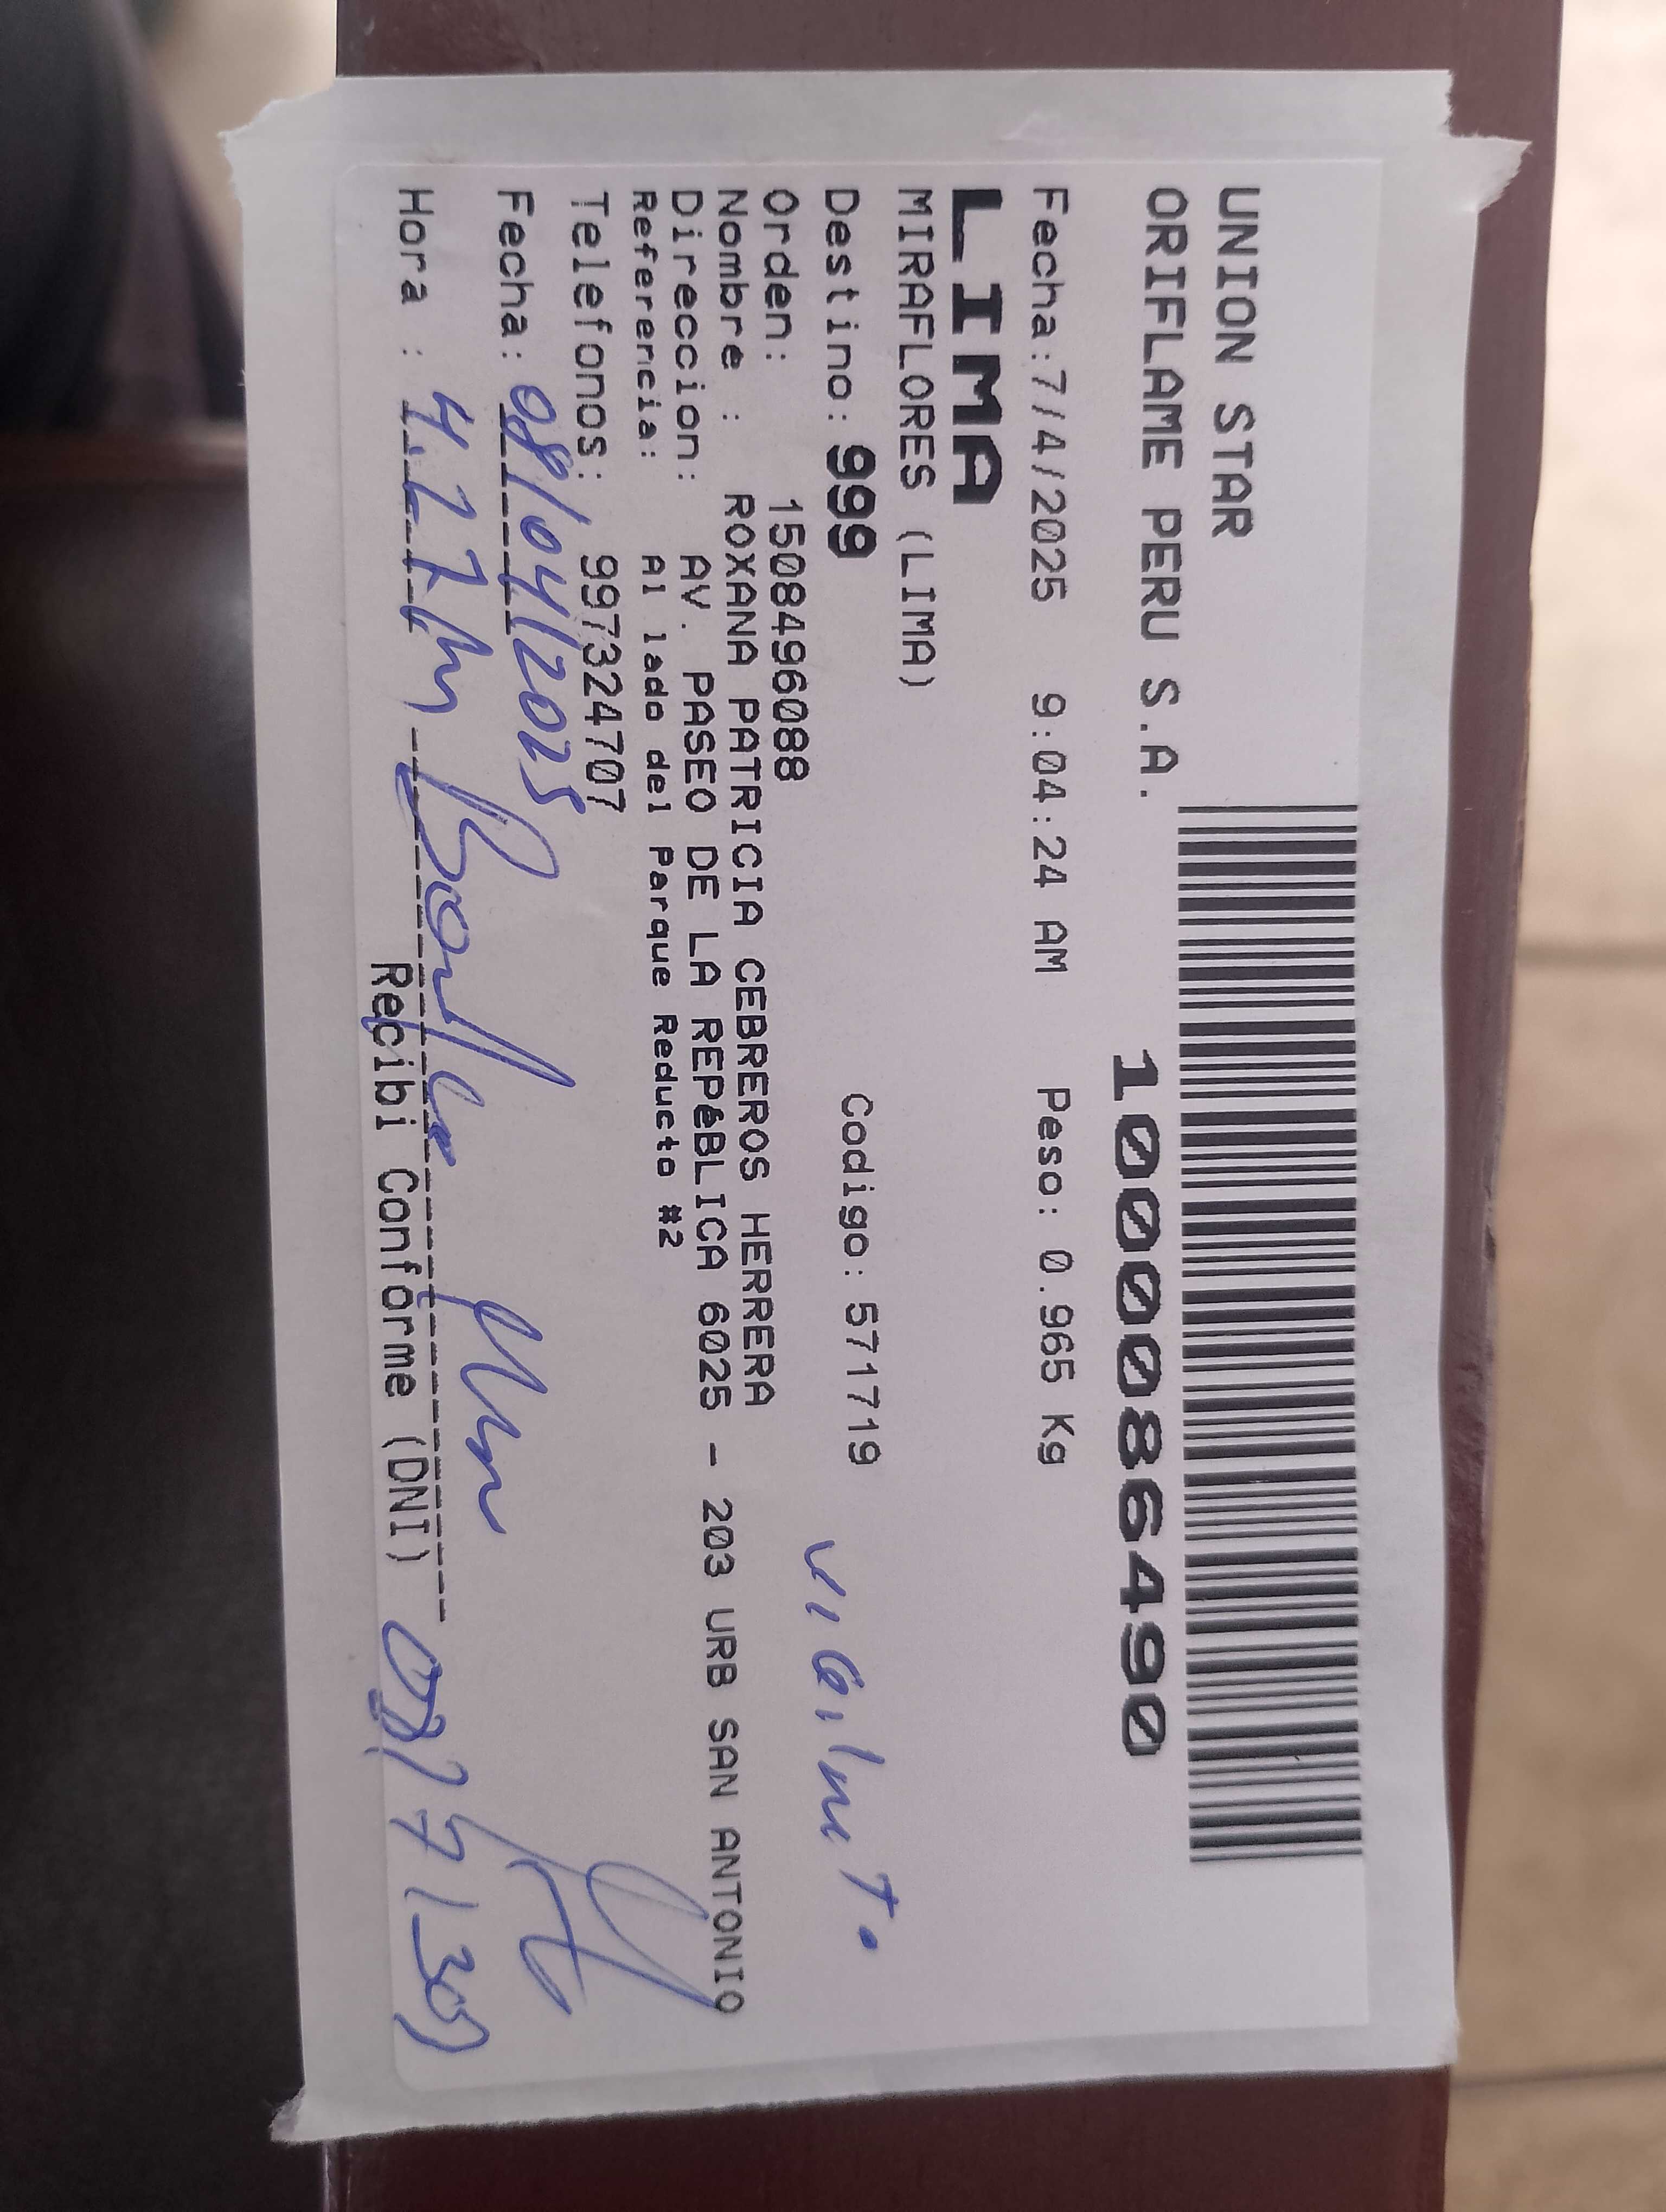 UNION STAR
ORIFLAME PERU S.A.
1000086490
Fecha:7/4/2025 9:04:24 AM Peso: 0.965 Kg
LIMA
MIRAFLORES (LIMA)
Destino: 999 Codigo: 571719
Orden: 1508496088
Nombre : ROXANA PATRICIA CEBREROS HERRERA
Direccion: AV. PASEO DE LA REPéBLICA 6025 - 203 URB SAN ANTONIO
Referencia: Al lado del Parque Reducto #2
Telefonos: 997324707
Fecha: 08/04/2025
Hora :
Recibi Conforme (DNI)